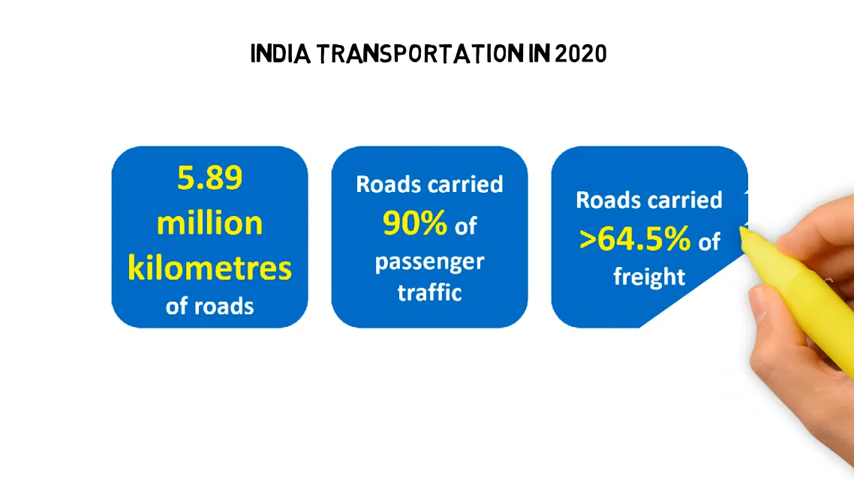 INDIA TRANSPORTATION IN 2020
5.89
million
kilometres
of roads
Roads carried
90% of
passenger
traffic
Roads carried
>64.5% of
freight